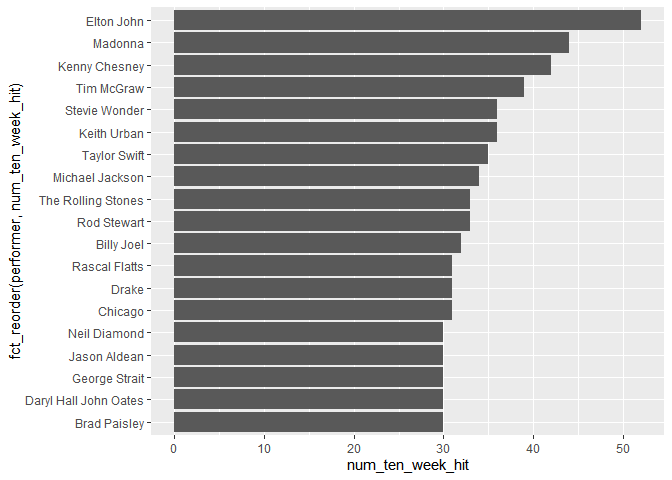 Elton John
Madonna
Kenny Chesney
Tim McGraw
Stevie Wonder
Keith Urban
Taylor Swift
Michael Jackson
The Rolling Stones
Rod Stewart
Billy Joel
Rascal Flatts
Drake
Chicago
Neil Diamond
Jason Aldean
George Strait
Daryl Hall John Oates
Brad Paisley
fct_reorder(performer, num_ten_week_hit)
0 10 20 30 40 50
num_ten_week_hit